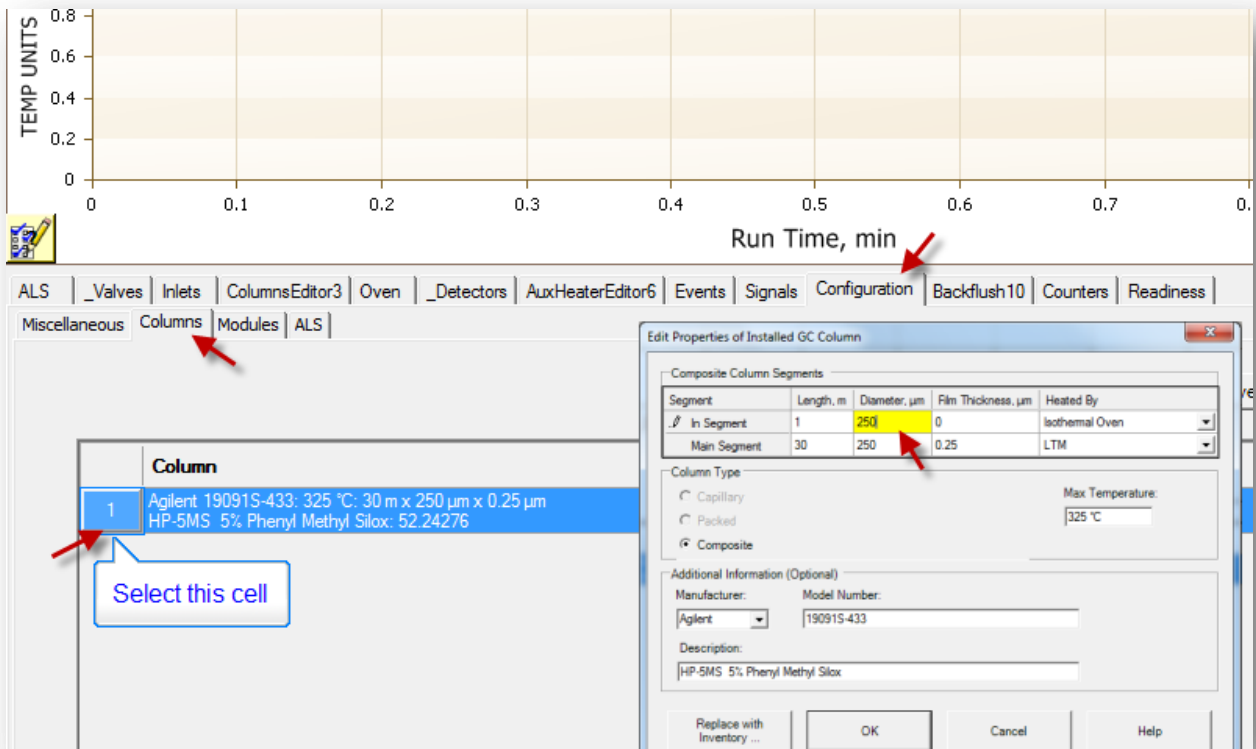 0.8
0.6
0.4
0.2
0
TEMP UNITS
0 0.1 0.2 0.3 0.4 0.5 0.6 0.7 0.
Run Time, min
ALS _Valves Inlets ColumnsEditor3 Oven _Detectors AuxHeaterEditor6 Events Signals Configuration Backflush10 Counters Readiness
Miscellaneous Columns Modules ALS
Column
1 Agilent 19091S-433: 325 °C: 30 m x 250 µm x 0.25 µm
HP-5MS 5% Phenyl Methyl Silox: 52.24276
Select this cell
Edit Properties of Installed GC Column
Composite Column Segments
Segment Length, m Diameter, µm Film Thickness, µm Heated By
In Segment 1 250 0 Isothermal Oven
Main Segment 30 250 0.25 LTM
Column Type
Capillary
Packed
Composite
Max Temperature:
325 °C
Additional Information (Optional)
Manufacturer: Model Number:
Agilent 19091S-433
Description:
HP-5MS 5% Phenyl Methyl Silox
Replace with
Inventory ...
OK Cancel Help